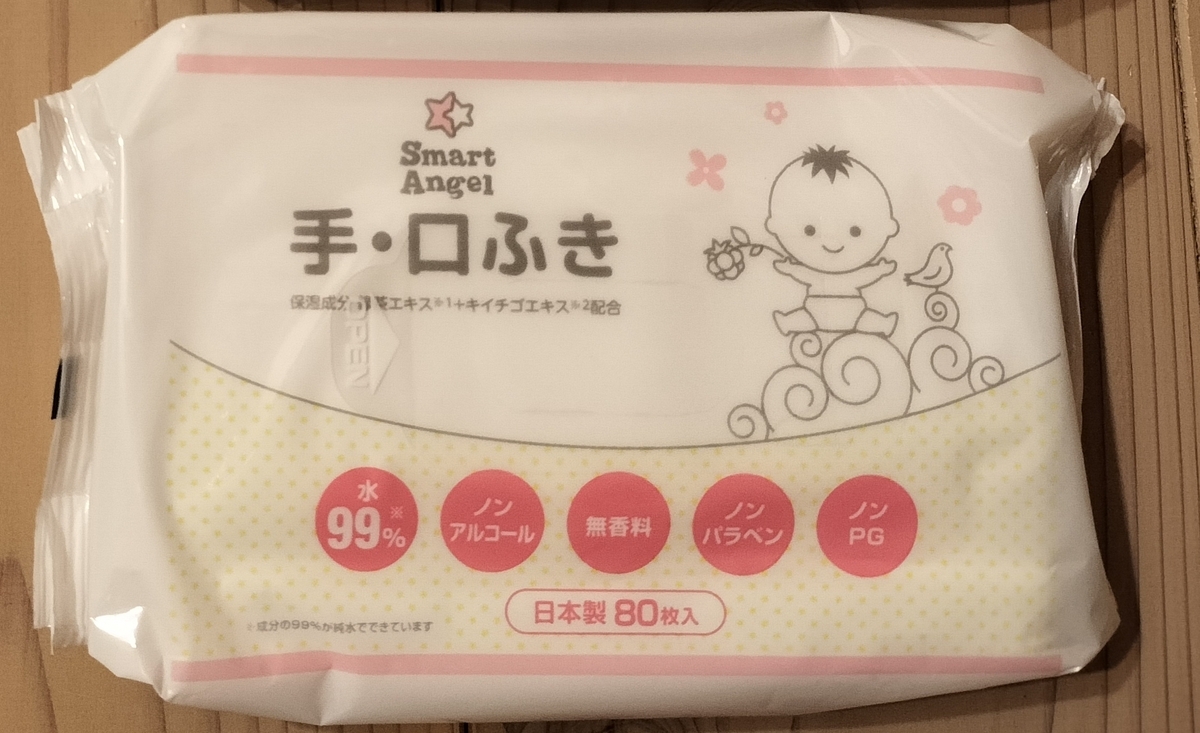 Smart
Angel
手・口ふき
保湿成分 茶エキス※1+キイチゴエキス※2配合
OPEN
水
99※%
ノン
アルコール
無香料
ノン
パラベン
ノン
PG
日本製 80枚入
※成分の99%が純水でできています